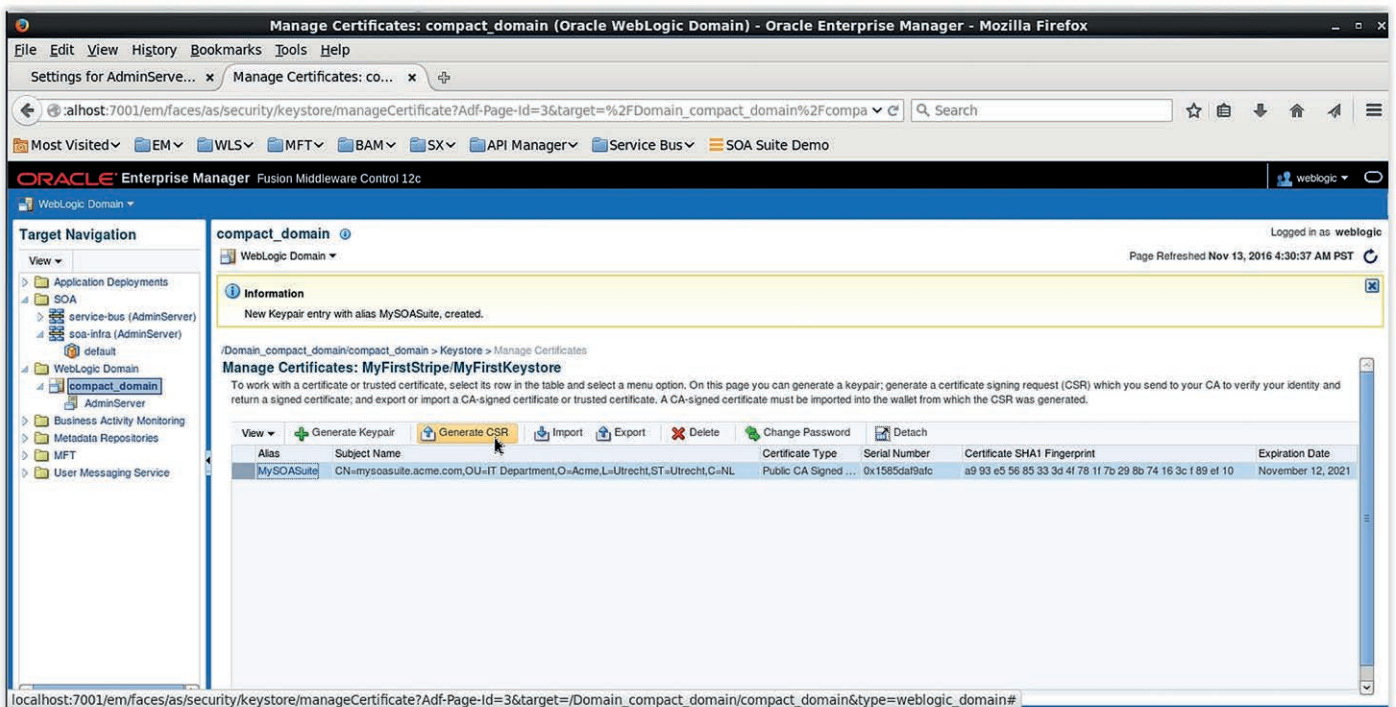 Manage Certificates: compact_domain (Oracle WebLogic Domain) - Oracle Enterprise Manager - Mozilla Firefox
File Edit View History Bookmarks Tools Help
Settings for AdminServe... × Manage Certificates: co... ×
:alhost:7001/em/faces/as/security/keystore/manageCertificate?Adf-Page-Id=3&target=%2FDomain_compact_domain%2Fcompa Search
Most Visited EM WLS MFT BAM SX API Manager Service Bus SOA Suite Demo
ORACLE Enterprise Manager Fusion Middleware Control 12c weblogic
WebLogic Domain
Target Navigation
View
Application Deployments
SOA
service-bus (AdminServer)
soa-infra (AdminServer)
default
WebLogic Domain
compact_domain
AdminServer
Business Activity Monitoring
Metadata Repositories
MFT
User Messaging Service
compact_domain Logged in as weblogic
WebLogic Domain Page Refreshed Nov 13, 2016 4:30:37 AM PST
Information
New Keypair entry with alias MySOASuite, created.
/Domain_compact_domain/compact_domain > Keystore > Manage Certificates
Manage Certificates: MyFirstStripe/MyFirstKeystore
To work with a certificate or trusted certificate, select its row in the table and select a menu option. On this page you can generate a keypair; generate a certificate signing request (CSR) which you send to your CA to verify your identity and
return a signed certificate; and export or import a CA-signed certificate or trusted certificate. A CA-signed certificate must be imported into the wallet from which the CSR was generated.
View Generate Keypair Generate CSR Import Export Delete Change Password Detach
Alias Subject Name Certificate Type Serial Number Certificate SHA1 Fingerprint Expiration Date
MySOASuite CN=mysoasuite.acme.com,OU=IT Department,O=Acme,L=Utrecht,ST=Utrecht,C=NL Public CA Signed ... 0x1585daf9afc a9 93 e5 56 85 33 3d 4f 78 1f 7b 29 8b 74 16 3c f 89 ef 10 November 12, 2021
localhost:7001/em/faces/as/security/keystore/manageCertificate?Adf-Page-Id=3&target=/Domain_compact_domain/compact_domain&type=weblogic_domain#